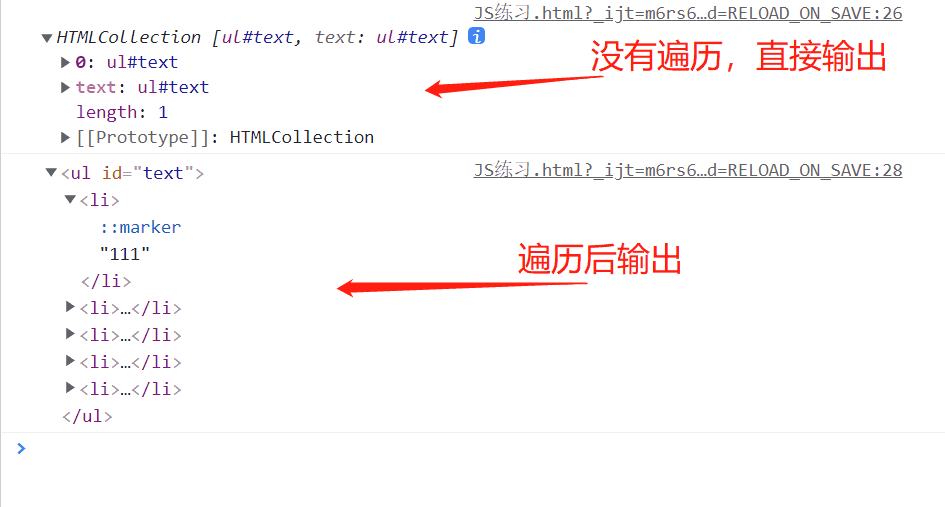 JS练习.html?_ijt=m6rs6…d=RELOAD_ON_SAVE:26
HTMLCollection [ul#text, text: ul#text] i
没有遍历，直接输出
0: ul#text
text: ul#text
length: 1
[[Prototype]]: HTMLCollection
JS练习.html?_ijt=m6rs6…d=RELOAD_ON_SAVE:28
<ul id="text">
<li>
::marker
"111"
遍历后输出
</li>
<li>…</li>
<li>…</li>
<li>…</li>
<li>…</li>
</ul>